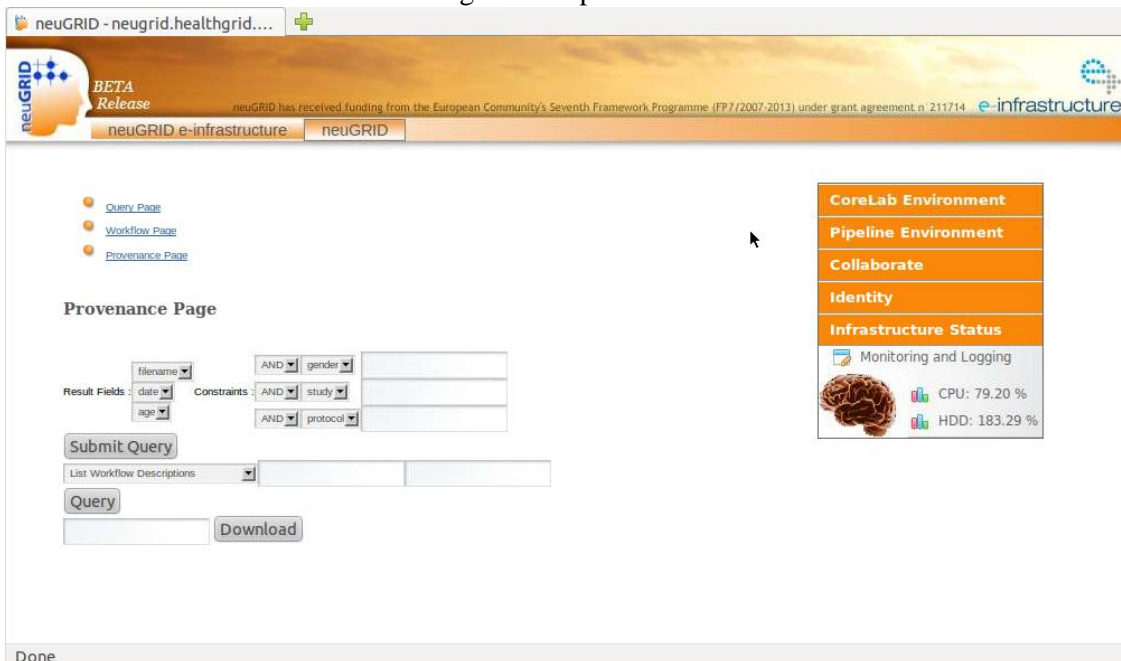 neuGRID - neugrid.healthgrid....
neuGRID
BETA
Release
neuGRID has received funding from the European Community's Seventh Framework Programme (FP7/2007-2013) under grant agreement n°211714
e-infrastructure
neuGRID e-infrastructure neuGRID
Query Page
Workflow Page
Provenance Page
Provenance Page
Result Fields :
filename
date
age
Constraints :
AND gender
AND study
AND protocol
Submit Query
List Workflow Descriptions
Query
Download
CoreLab Environment
Pipeline Environment
Collaborate
Identity
Infrastructure Status
Monitoring and Logging
CPU: 79.20 %
HDD: 183.29 %
Done